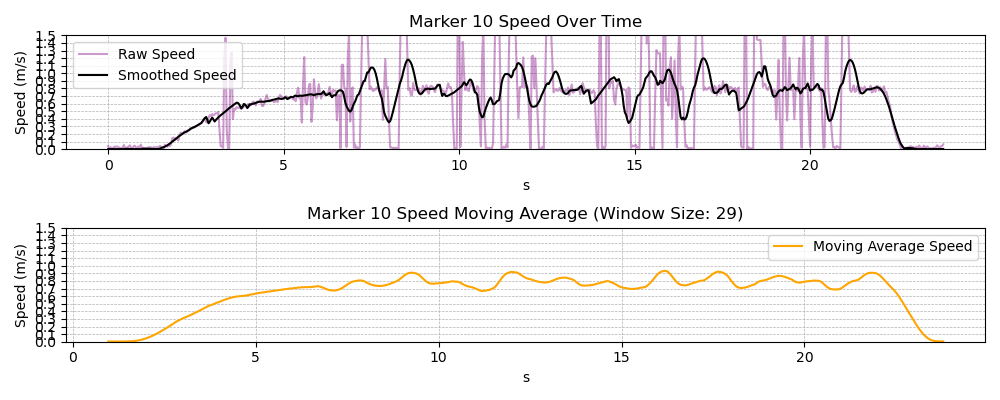 Marker 10 Speed Over Time
Speed (m/s)
1.5
1.4
1.3
1.2
1.1
1.0
0.9
0.8
0.7
0.6
0.5
0.4
0.3
0.2
0.1
0.0
Raw Speed
Smoothed Speed
0 5 10 15 20
s
Marker 10 Speed Moving Average (Window Size: 29)
Speed (m/s)
1.5
1.4
1.3
1.2
1.1
1.0
0.9
0.8
0.7
0.6
0.5
0.4
0.3
0.2
0.1
0.0
Moving Average Speed
0 5 10 15 20
s